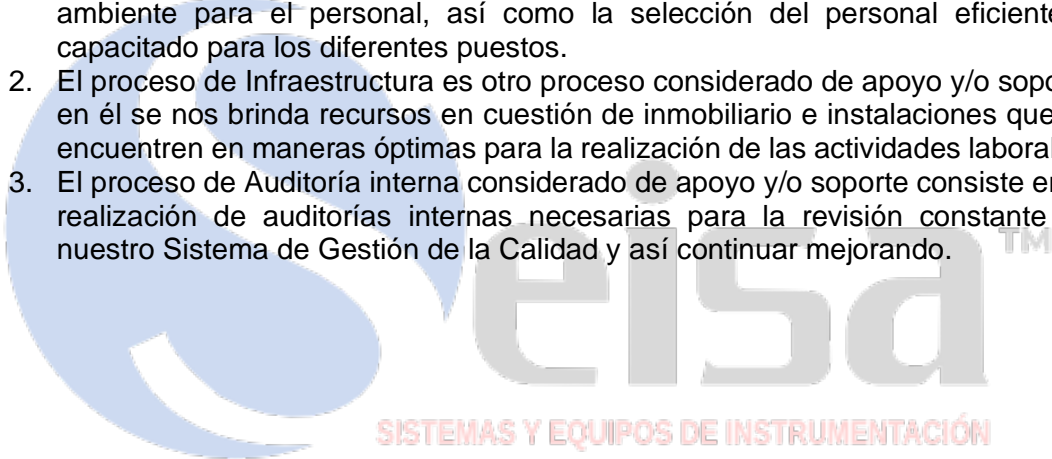 ambiente para el personal, así como la selección del personal eficiente
capacitado para los diferentes puestos.
2. El proceso de Infraestructura es otro proceso considerado de apoyo y/o sopo
en él se nos brinda recursos en cuestión de inmobiliario e instalaciones que
encuentren en maneras óptimas para la realización de las actividades laboral
3. El proceso de Auditoría interna considerado de apoyo y/o soporte consiste en
realización de auditorías internas necesarias para la revisión constante
nuestro Sistema de Gestión de la Calidad y así continuar mejorando.
Seisa TM
SISTEMAS Y EQUIPOS DE INSTRUMENTACIÓN